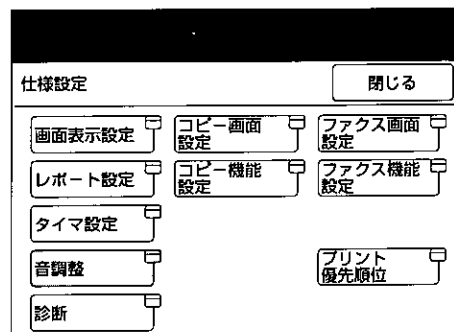 仕様設定
閉じる
画面表示設定
コピー画面
設定
ファクス画面
設定
レポート設定
コピー機能
設定
ファクス機能
設定
タイマ設定
音調整
プリント
優先順位
診断